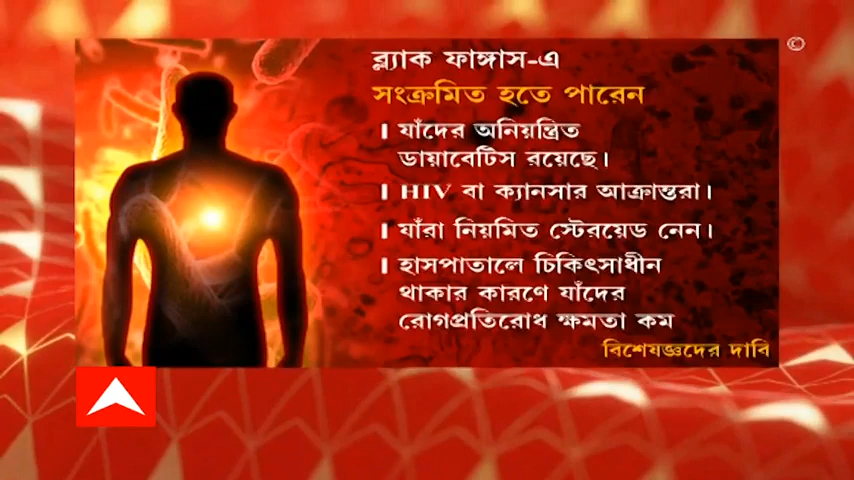 ©
ব্ল্যাক ফাঙ্গাস-এ
সংক্রমিত হতে পারেন
। যাঁদের অনিয়ন্ত্রিত
ডায়াবেটিস রয়েছে।
। HIV বা ক্যানসার আক্রান্তরা।
। যাঁরা নিয়মিত স্টেরয়েড নেন।
। হাসপাতালে চিকিৎসাধীন
থাকার কারণে যাঁদের
রোগপ্রতিরোধ ক্ষমতা কম
বিশেষজ্ঞদের দাবি